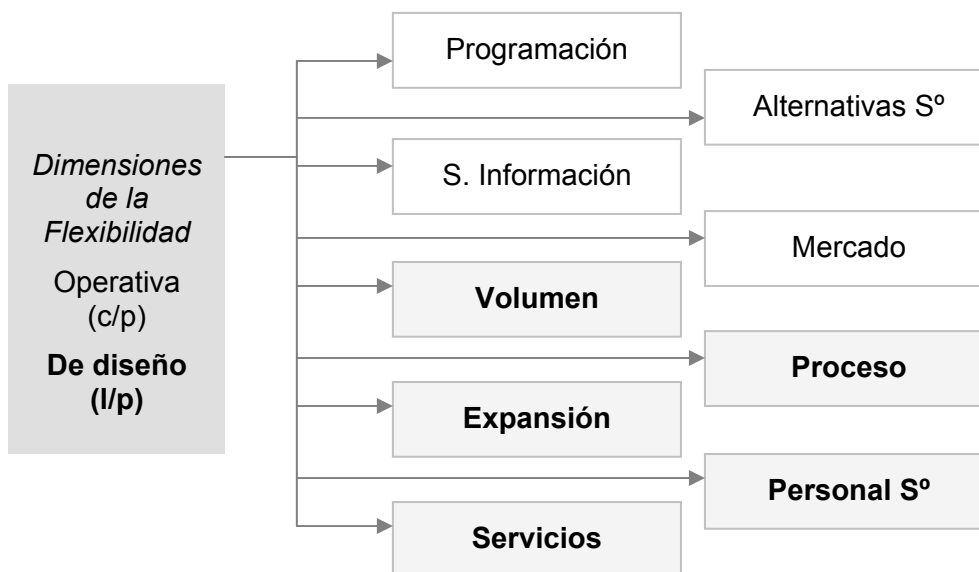 Dimensiones
de la
Flexibilidad
Operativa
(c/p)
De diseño
(l/p)
Programación
Alternativas Sº
S. Información
Mercado
Volumen
Proceso
Expansión
Personal Sº
Servicios